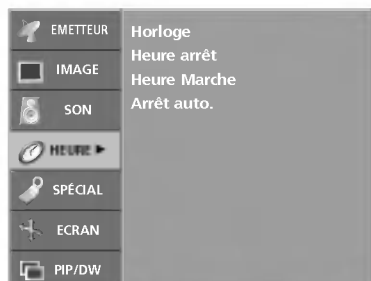 EMETTEUR
IMAGE
SON
HEURE ►
SPÉCIAL
ECRAN
PIP/DW
Horloge
Heure arrêt
Heure Marche
Arrêt auto.